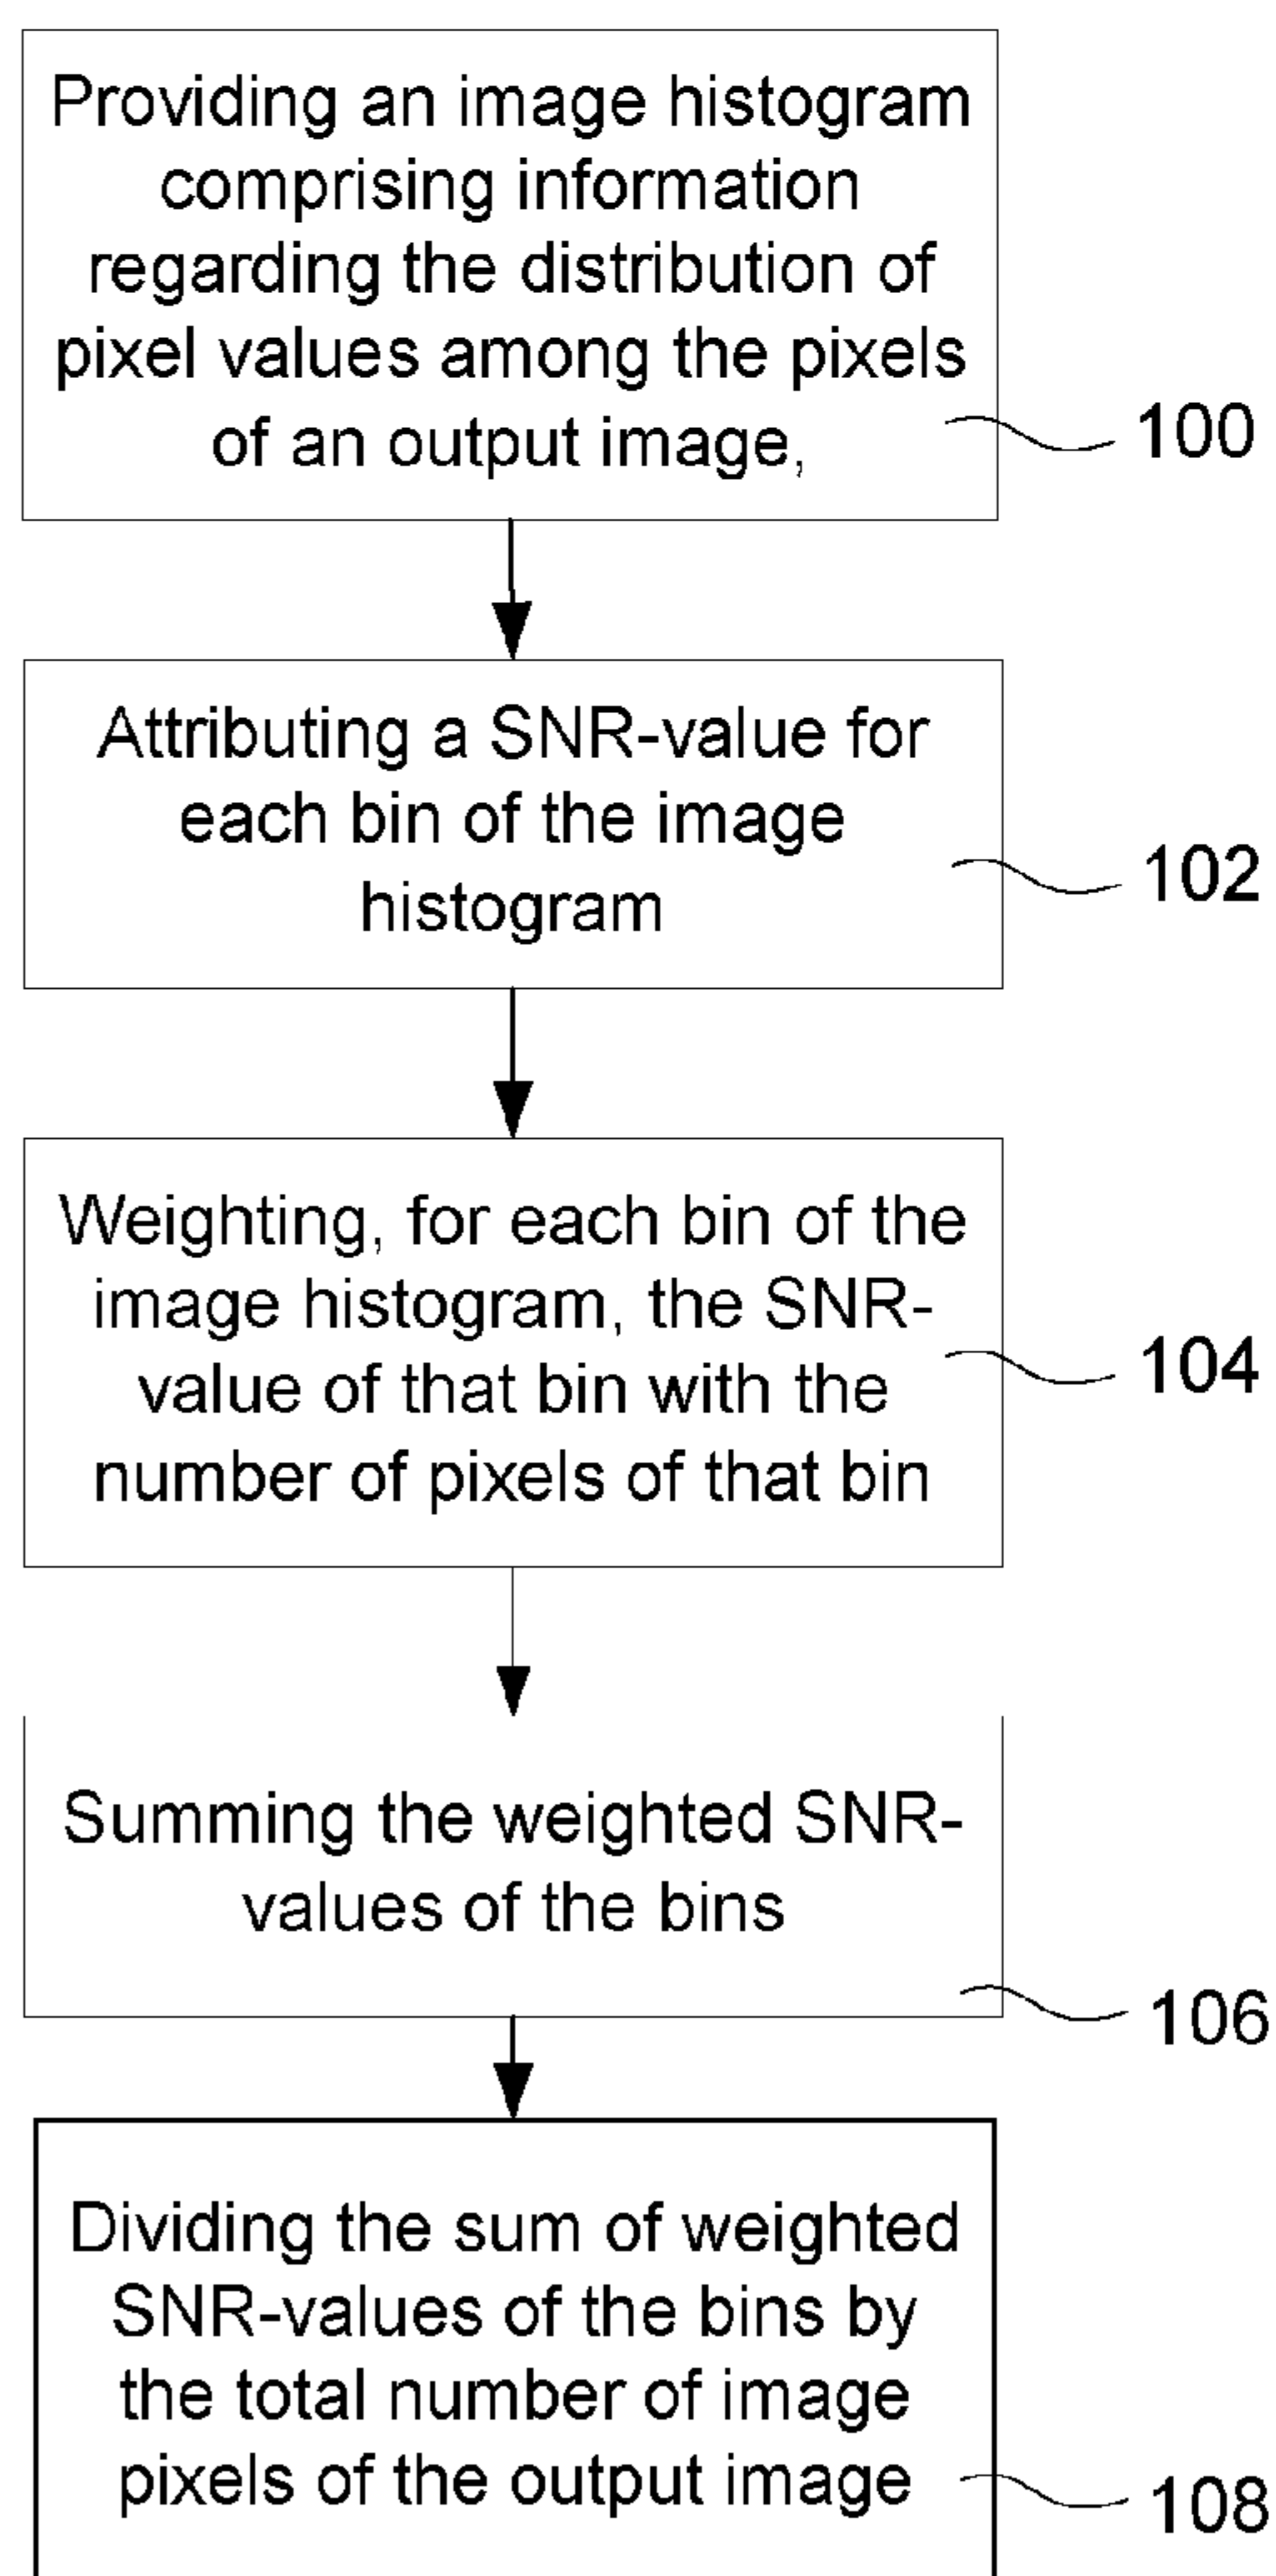 Providing an image histogram
comprising information
regarding the distribution of
pixel values among the pixels
of an output image,
100
Attributing a SNR-value for
each bin of the image
histogram
102
Weighting, for each bin of the
image histogram, the SNR-
value of that bin with the
number of pixels of that bin
104
Summing the weighted SNR-
values of the bins
106
Dividing the sum of weighted
SNR-values of the bins by
the total number of image
pixels of the output image
108